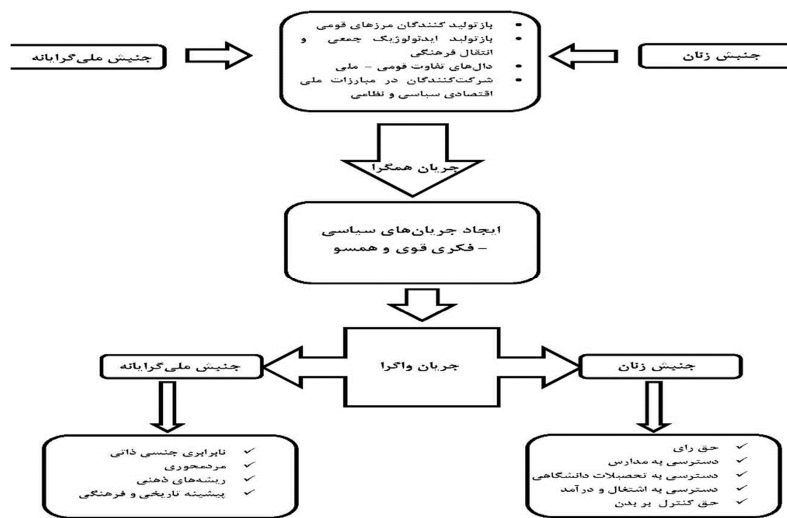 بازتولید کنندگان مرزهای قومی
بازتولید ایدئولوژیک جمعی و
انتقال فرهنگی
دال‌های تفاوت قومی – ملی
شرکت‌کنندگان در مبارزات ملی
اقتصادی سیاسی و نظامی
جنبش زنان
جنبش ملی‌گرایانه
جریان همگرا
ایجاد جریان‌های سیاسی
– فکری قوی و همسو
جریان واگرا
جنبش زنان
جنبش ملی‌گرایانه
حق رای
دسترسی به مدارس
دسترسی به تحصیلات دانشگاهی
دسترسی به اشتغال و درآمد
حق کنترل بر بدن
نابرابری جنسی ذاتی
مردمحوری
ریشه‌های ذهنی
پیشینه تاریخی و فرهنگی